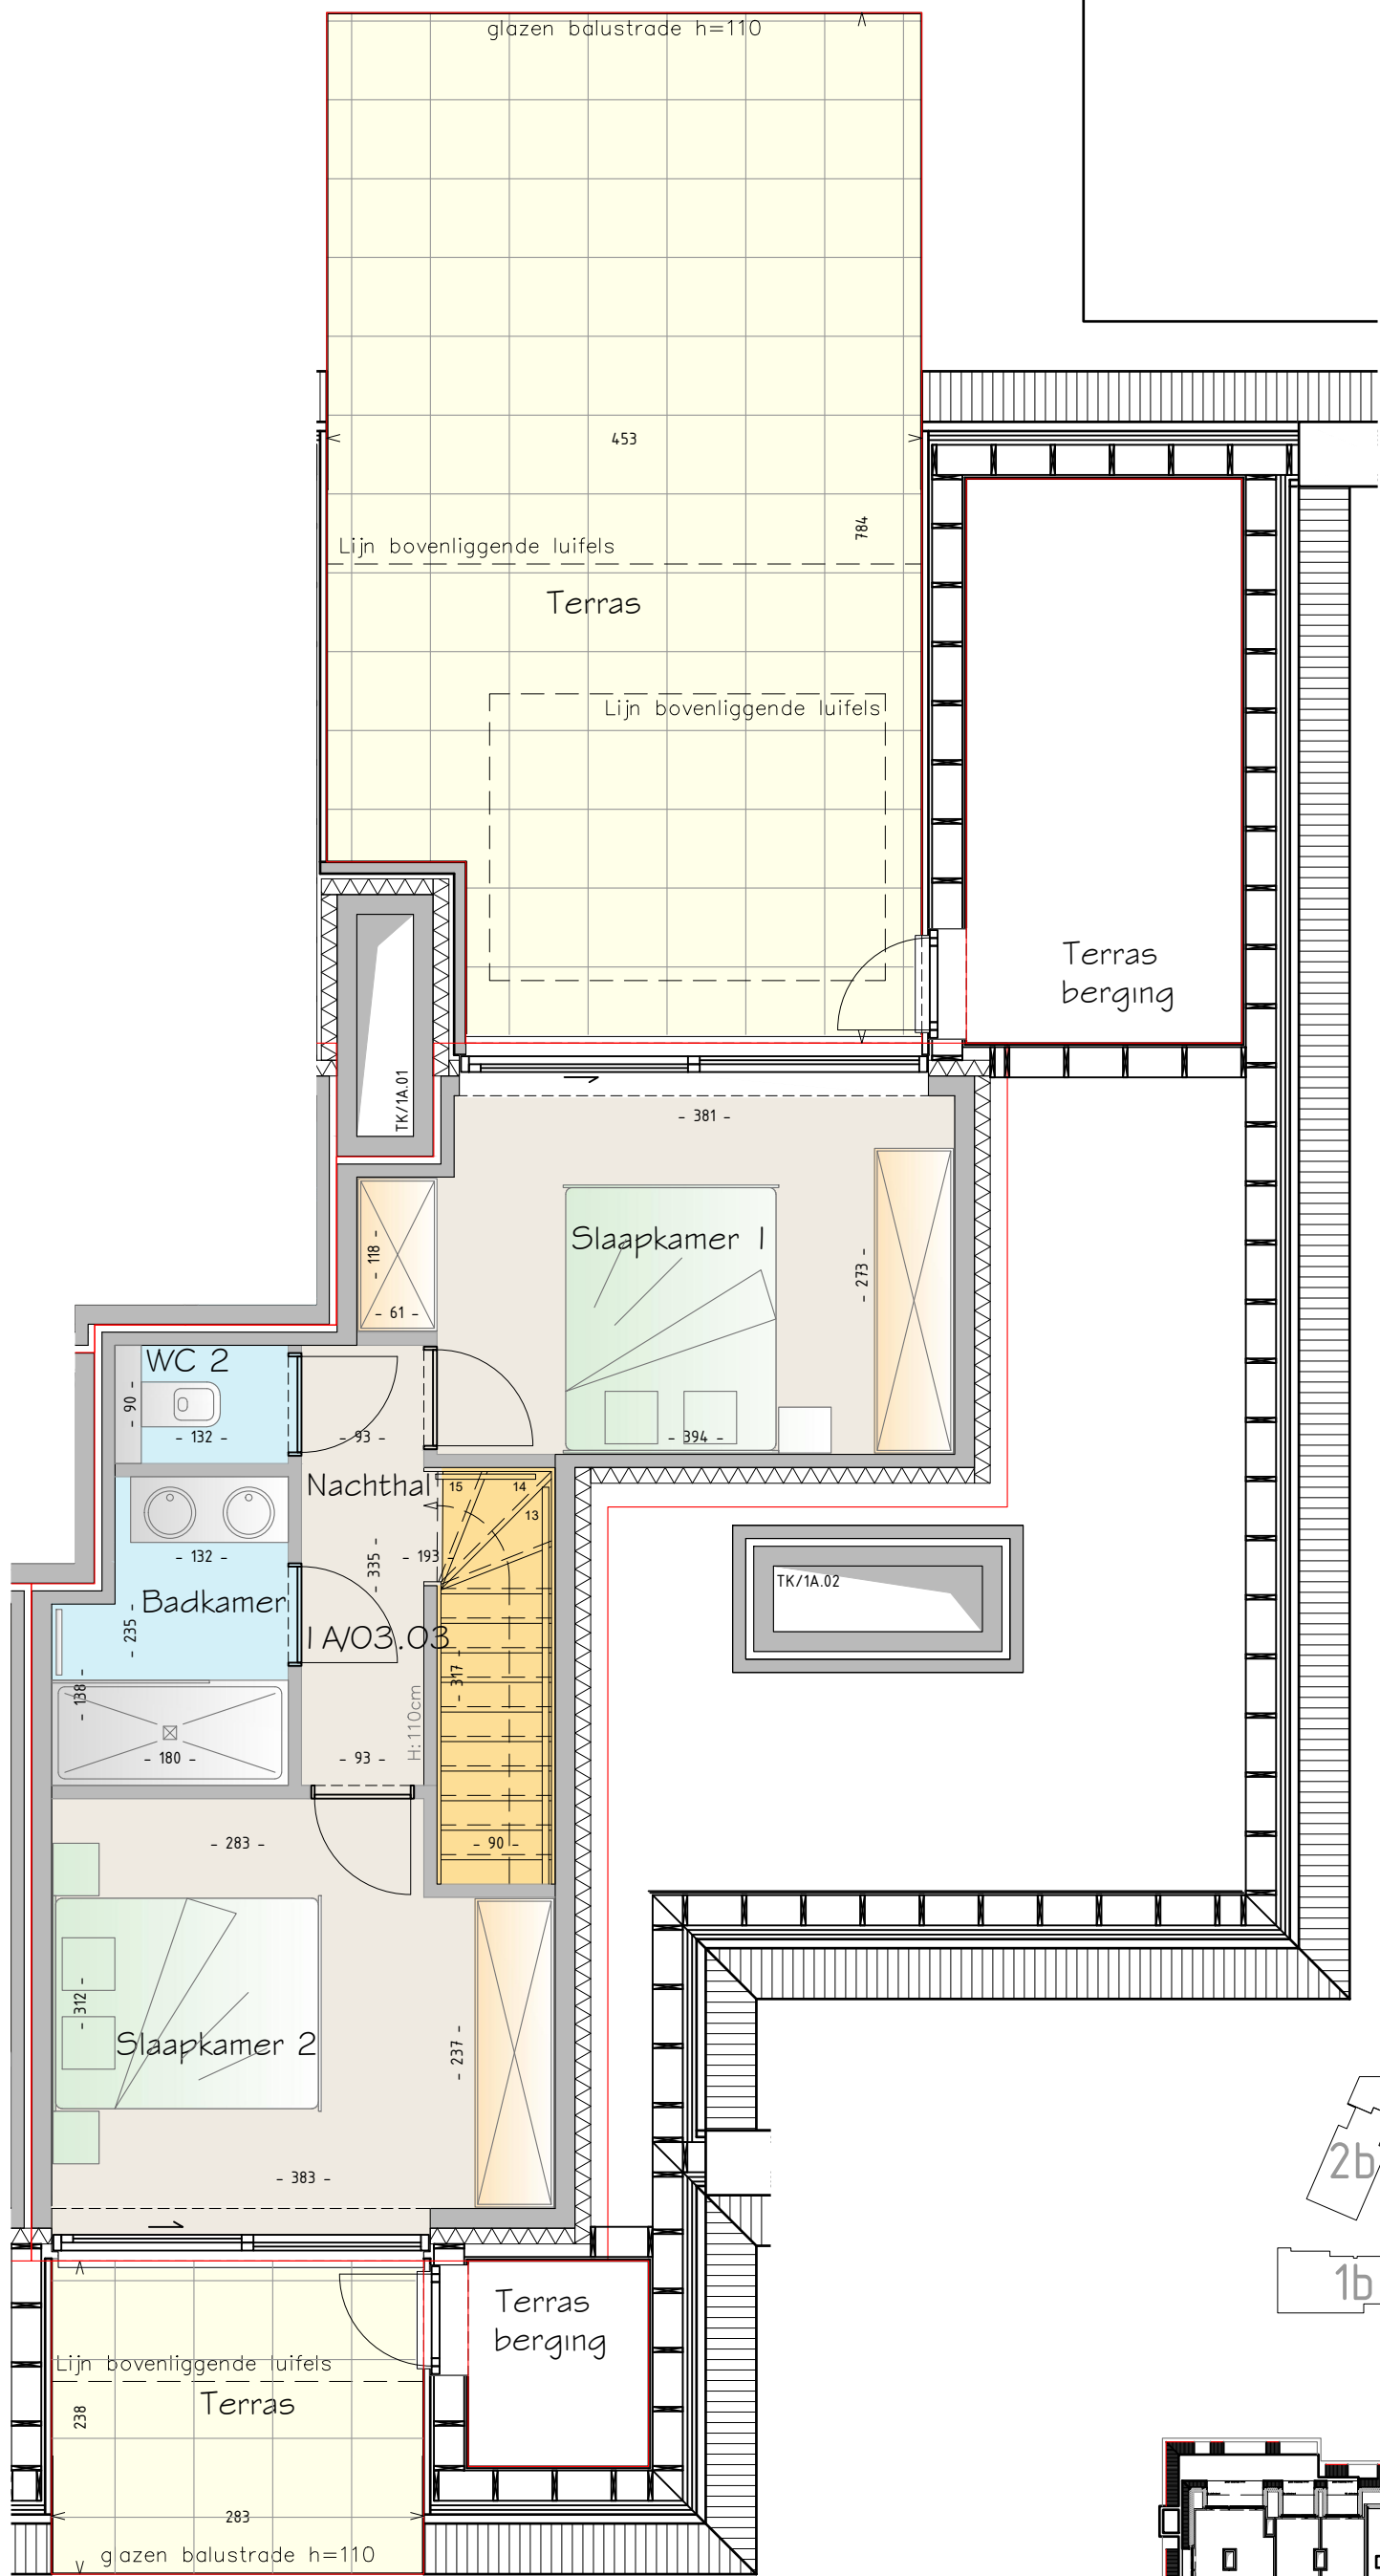 glazen balustrade h=110
453
784
Lijn bovenliggende luifels
Terras
Lijn bovenliggende luifels
Terras
berging
TK/1A.01
- 381 -
- 118 -
Slaapkamer 1
- 273 -
- 61 -
WC 2
- 90 -
- 132 -
- 93 -
- 394 -
Nachthal
15
14
13
- 132 -
- 335 -
- 193 -
TK/1A.02
Badkamer
- 235 -
1A/03.03
- 317 -
- 138 -
H: 110cm
- 180 -
- 93 -
- 283 -
- 90 -
- 312 -
Slaapkamer 2
- 237 -
2b
- 383 -
1b
Terras
berging
Lijn bovenliggende luifels
Terras
238
283
glazen balustrade h=110